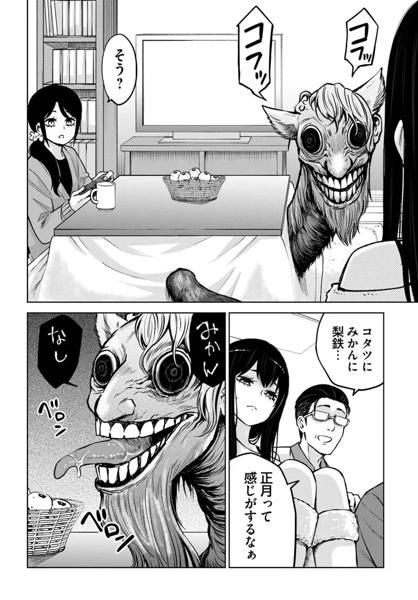 コラッ
コラッ
そう？
コタツに
みかんに
梨鉄…
正月って
感じがするなぁ
みかん
なし
ベロン
ベロン